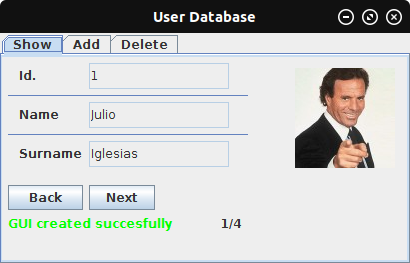 User Database
Show Add Delete
Id. 1
Name Julio
Surname Iglesias
Back Next
GUI created succesfully 1/4